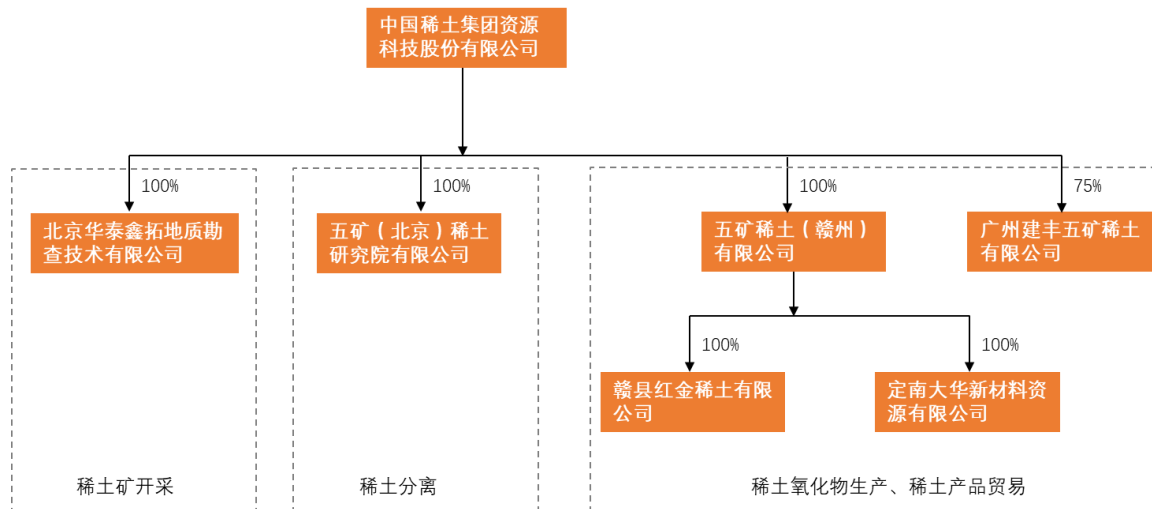 中国稀土集团资源
科技股份有限公司
100%
100%
100%
75%
北京华泰鑫拓地质勘
查技术有限公司
五矿（北京）稀土
研究院有限公司
五矿稀土（赣州）
有限公司
广州建丰五矿稀土
有限公司
100%
100%
赣县红金稀土有限
公司
定南大华新材料资
源有限公司
稀土矿开采
稀土分离
稀土氧化物生产、稀土产品贸易